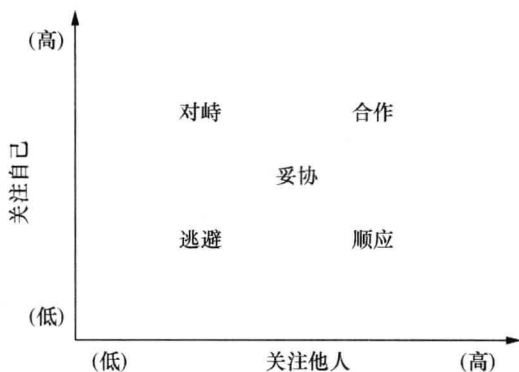 (高)
对峙 合作
妥协
关注自己
逃避 顺应
(低)
(低) 关注他人 (高)